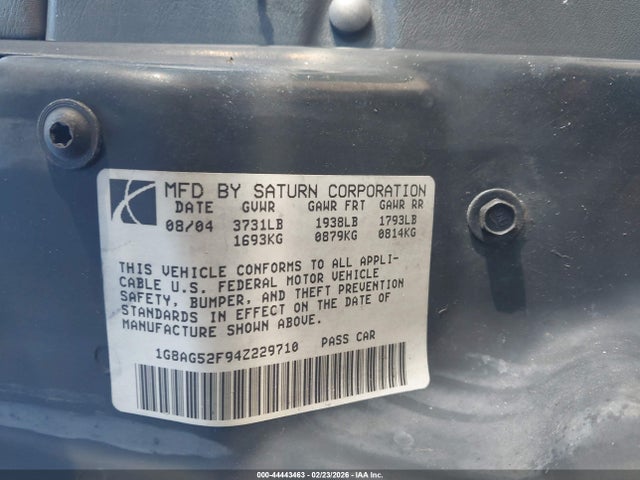 MFD BY SATURN CORPORATION
DATE GVWR GAWR FRT GAWR RR
08/04 3731LB 1938LB 1793LB
1693KG 0879KG 0814KG
THIS VEHICLE CONFORMS TO ALL APPLI-
CABLE U.S. FEDERAL MOTOR VEHICLE
SAFETY, BUMPER, AND THEFT PREVENTION
STANDARDS IN EFFECT ON THE DATE OF
MANUFACTURE SHOWN ABOVE.
1G8AG52F94Z229710 PASS CAR
000-44443463 - 02/23/2026 - IAA Inc.